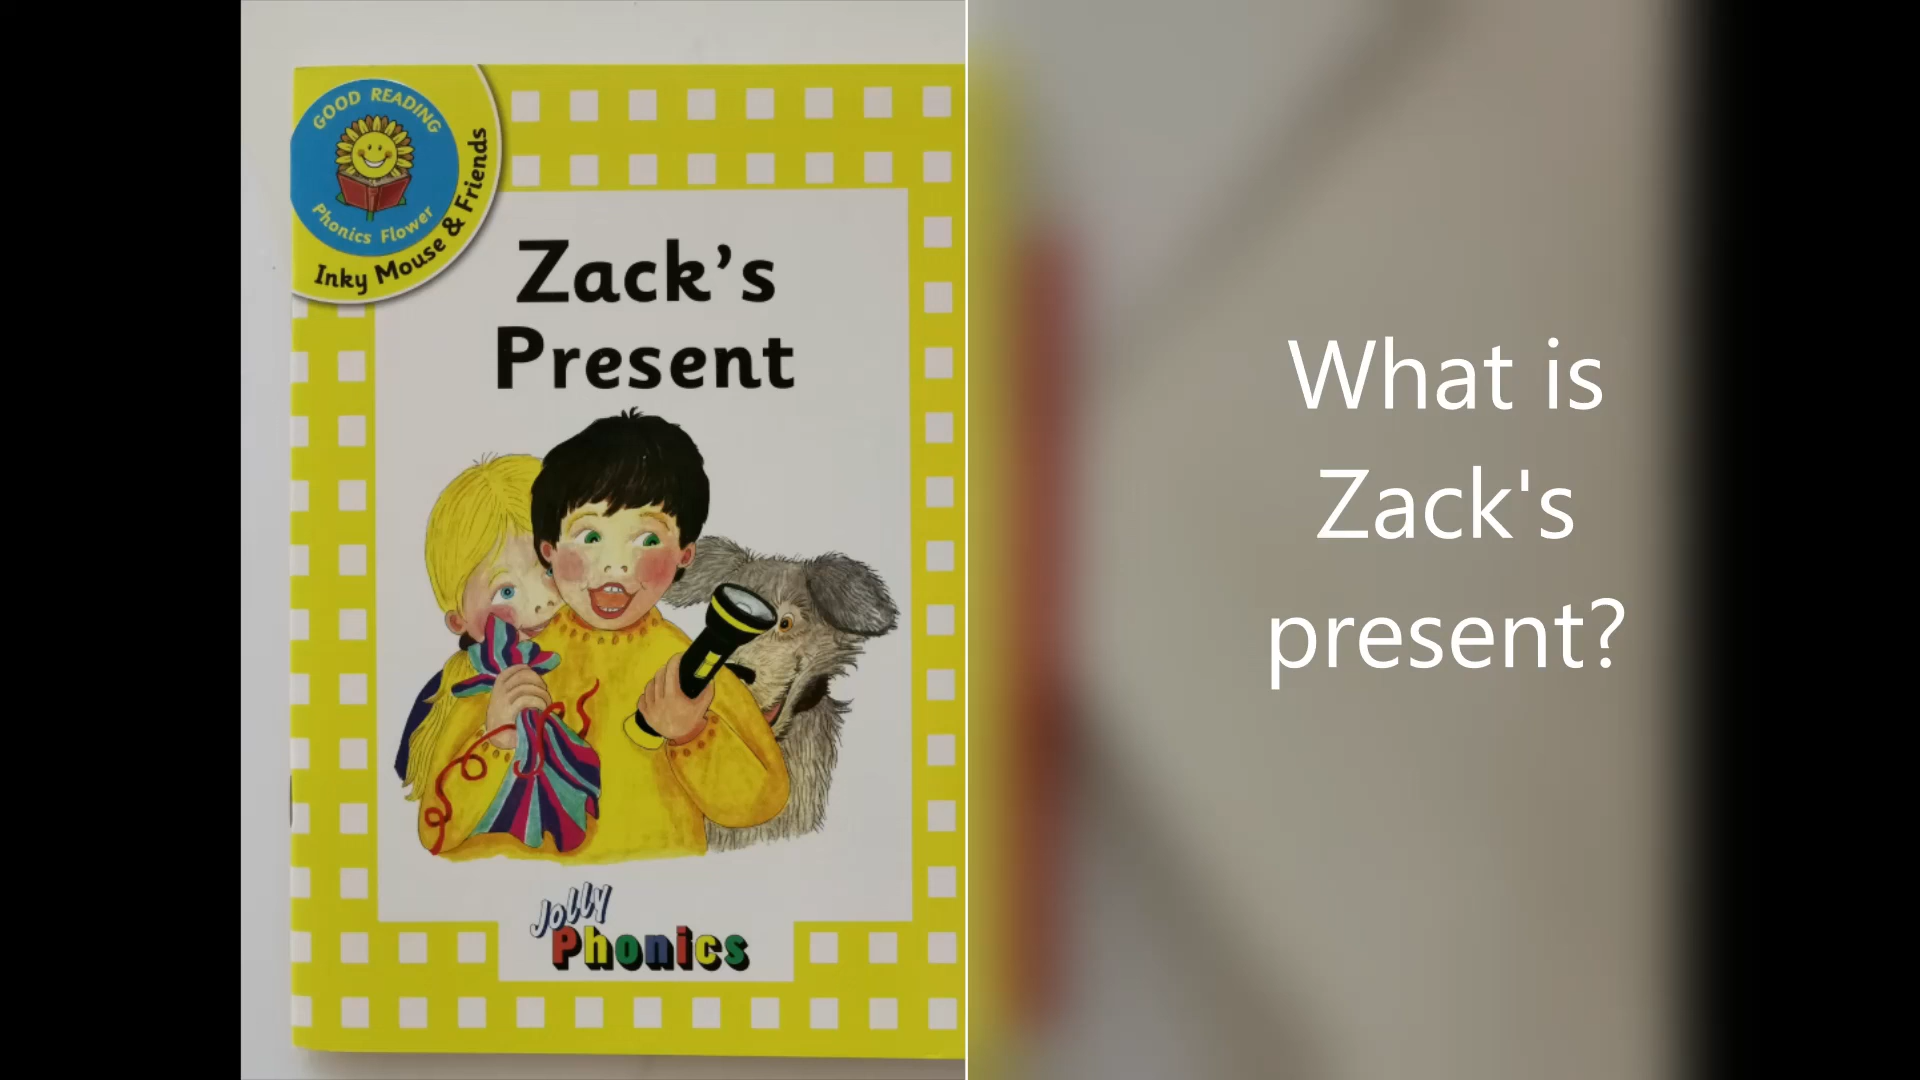 GOOD READING
Phonics Flower
Inky Mouse & Friends
Zack's
Present
Jolly
Phonics
What is
Zack's
present?